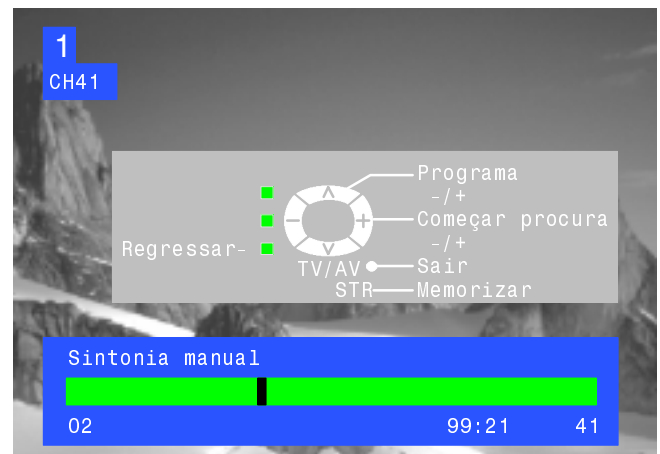 1
CH41
Programa
-/+
Começar procura
-/+
Regressar-
TV/AV Sair
STR Memorizar
Sintonia manual
02 99:21 41